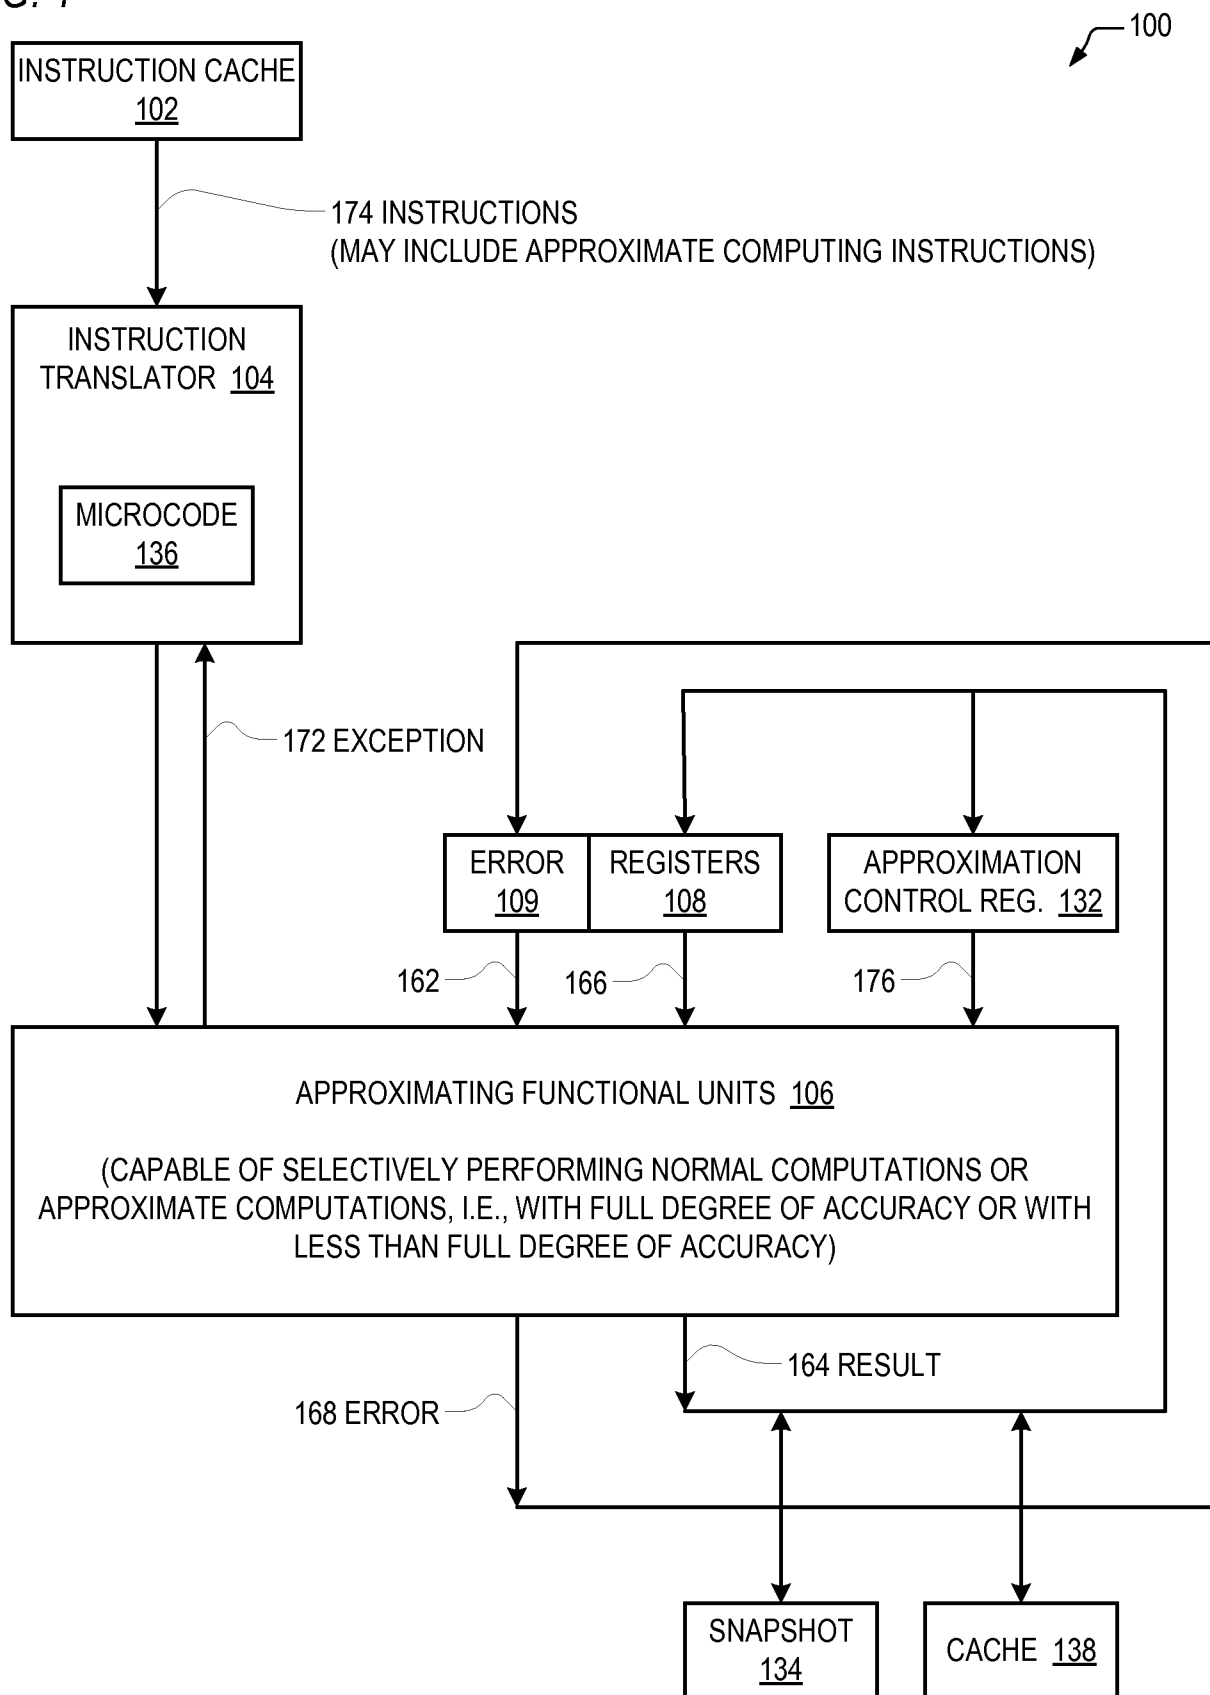 100
INSTRUCTION CACHE
102
174 INSTRUCTIONS
(MAY INCLUDE APPROXIMATE COMPUTING INSTRUCTIONS)
INSTRUCTION
TRANSLATOR 104
MICROCODE
136
172 EXCEPTION
ERROR
109
REGISTERS
108
APPROXIMATION
CONTROL REG. 132
162
166
176
APPROXIMATING FUNCTIONAL UNITS 106
(CAPABLE OF SELECTIVELY PERFORMING NORMAL COMPUTATIONS OR
APPROXIMATE COMPUTATIONS, I.E., WITH FULL DEGREE OF ACCURACY OR WITH
LESS THAN FULL DEGREE OF ACCURACY)
164 RESULT
168 ERROR
SNAPSHOT
134
CACHE 138